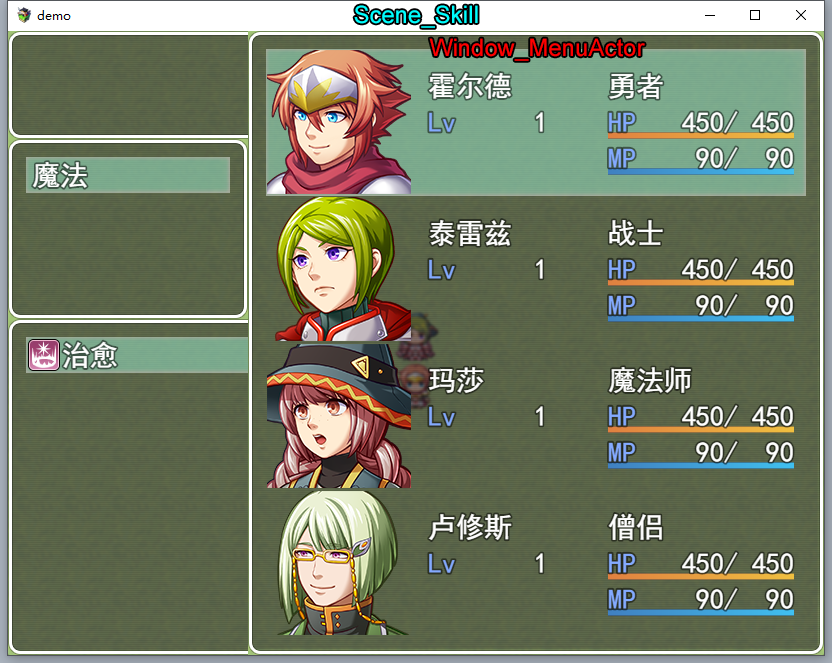 demo
Scene_Skill
Window_MenuActor
魔法
治愈
霍尔德 勇者
Lv 1 HP 450/ 450
MP 90/ 90
泰雷兹 战士
Lv 1 HP 450/ 450
MP 90/ 90
玛莎 魔法师
Lv 1 HP 450/ 450
MP 90/ 90
卢修斯 僧侣
Lv 1 HP 450/ 450
MP 90/ 90